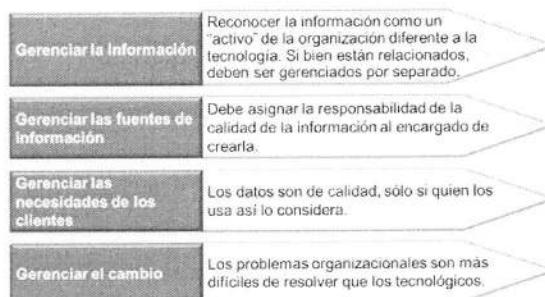 Gerenciar la Información
Reconocer la información como un
"activo" de la organización diferente a la
tecnología. Si bien están relacionados,
deben ser gerenciados por separado.
Gerenciar las fuentes de
información
Debe asignar la responsabilidad de la
calidad de la información al encargado de
crearla.
Gerenciar las
necesidades de los
clientes
Los datos son de calidad, sólo si quien los
usa así lo considera.
Gerenciar el cambio
Los problemas organizacionales son más
difíciles de resolver que los tecnológicos.